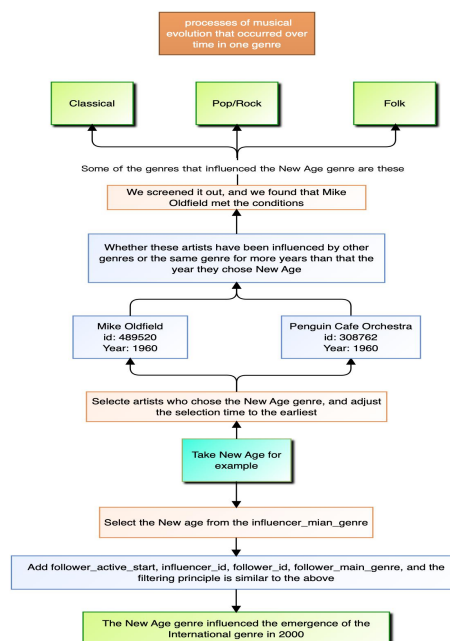 processes of musical
evolution that occurred over
time in one genre
Classical
Pop/Rock
Folk
Some of the genres that influenced the New Age genre are these
We screened it out, and we found that Mike
Oldfield met the conditions
Whether these artists have been influenced by other
genres or the same genre for more years than that the
year they chose New Age
Mike Oldfield
id: 489520
Year: 1960
Penguin Cafe Orchestra
id: 308762
Year: 1960
Selecte artists who chose the New Age genre, and adjust
the selection time to the earliest
Take New Age for
example
Select the New age from the influencer_mian_genre
Add follower_active_start, influencer_id, follower_id, follower_main_genre, and the
filtering principle is similar to the above
The New Age genre influenced the emergence of the
International genre in 2000